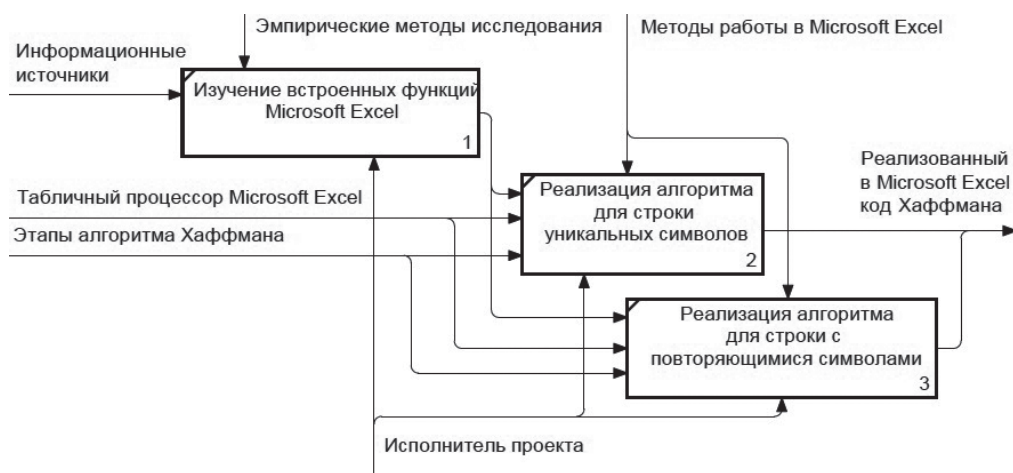 Эмпирические методы исследования
Методы работы в Microsoft Excel
Информационные
источники
Изучение встроенных функций
Microsoft Excel
1
Табличный процессор Microsoft Excel
Этапы алгоритма Хаффмана
Реализация алгоритма
для строки
уникальных символов
2
Реализованный
в Microsoft Excel
код Хаффмана
Реализация алгоритма
для строки с
повторяющимися символами
3
Исполнитель проекта